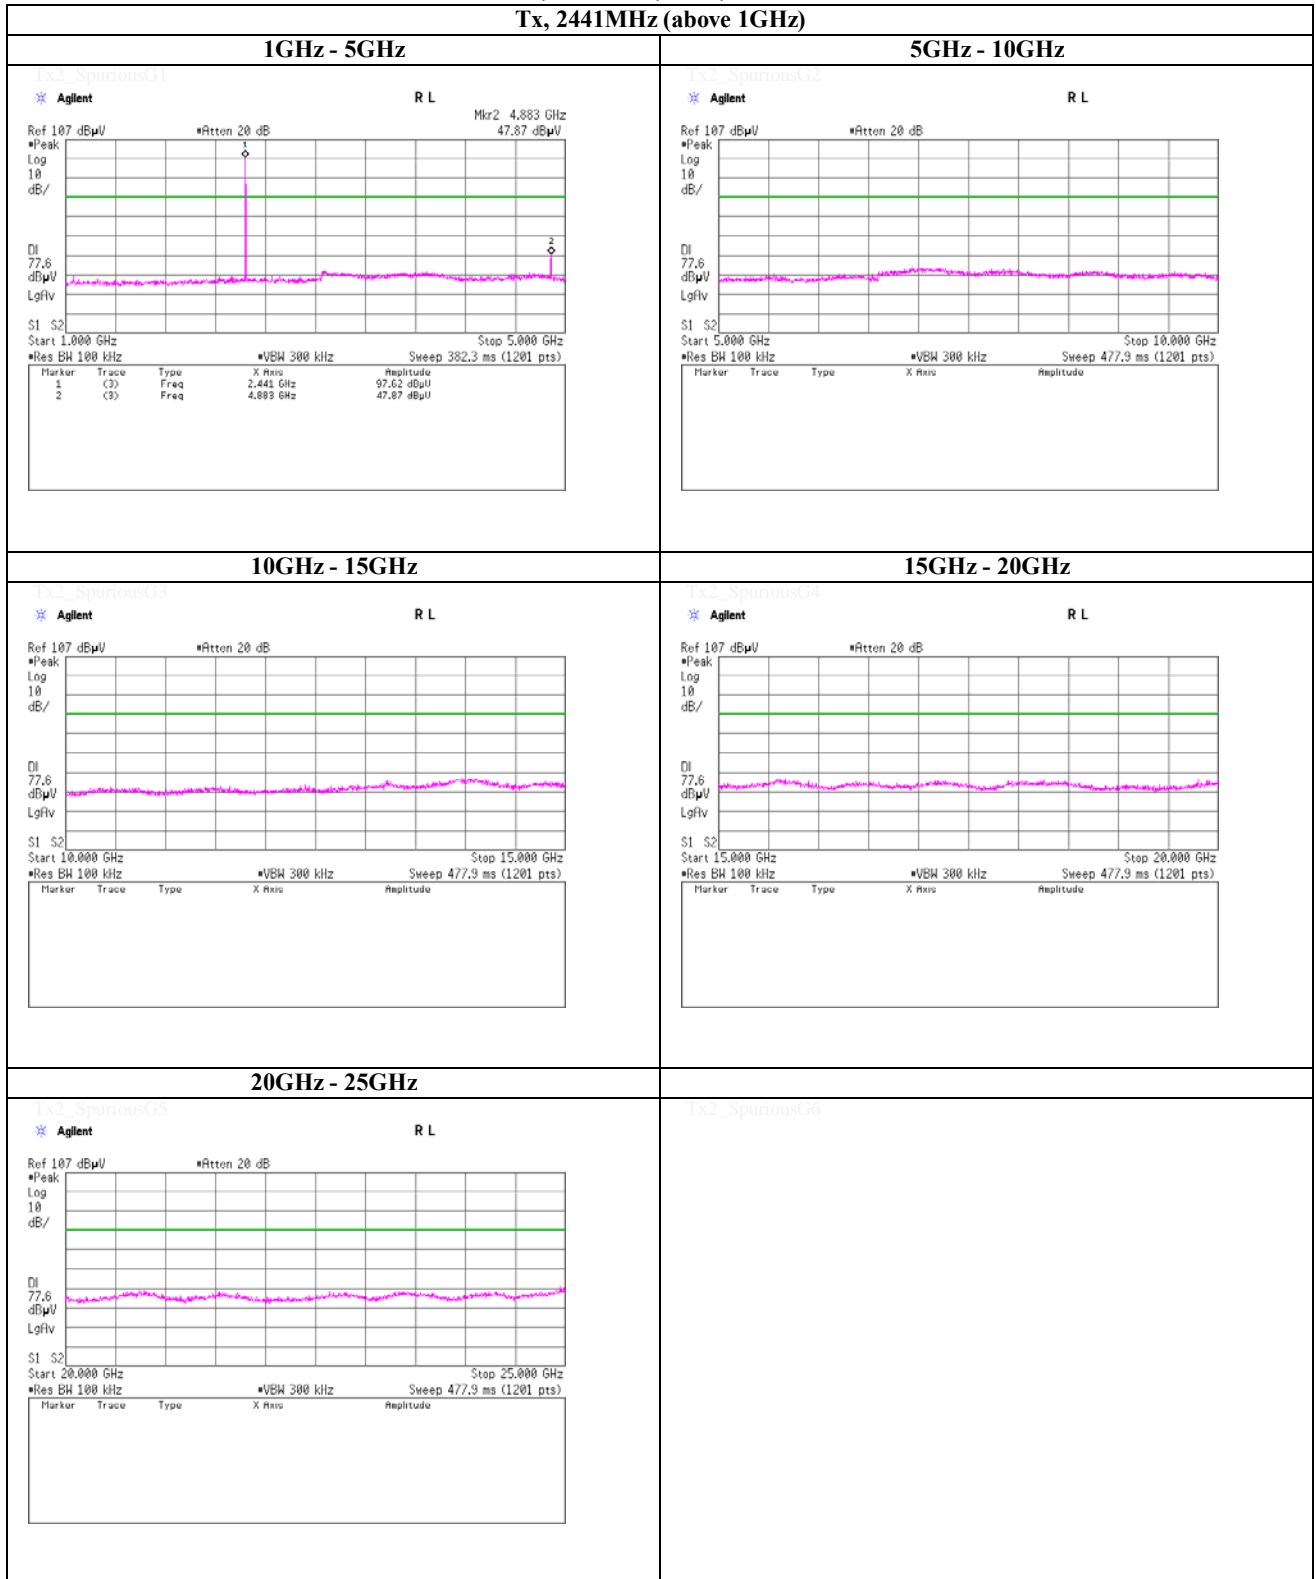 Tx, 2441MHz (above 1GHz)
1GHz - 5GHz
5GHz - 10GHz
Tx2_SpuriousG1
Agilent
R L
Mkr2 4.883 GHz
Ref 107 dBµV
#Atten 20 dB
47.87 dBµV
#Peak
Log
10
dB/
1
2
DI
77.6
dBµV
LgAv
S1 S2
Start 1.000 GHz
Stop 5.000 GHz
#Res BW 100 kHz
#VBW 300 kHz
Sweep 382.3 ms (1201 pts)
Marker Trace Type X Axis Amplitude
1 (3) Freq 2.441 GHz 97.62 dBµV
2 (3) Freq 4.883 GHz 47.87 dBµV
Tx2_SpuriousG2
Agilent
R L
Ref 107 dBµV
#Atten 20 dB
#Peak
Log
10
dB/
DI
77.6
dBµV
LgAv
S1 S2
Start 5.000 GHz
Stop 10.000 GHz
#Res BW 100 kHz
#VBW 300 kHz
Sweep 477.9 ms (1201 pts)
Marker Trace Type X Axis Amplitude
10GHz - 15GHz
15GHz - 20GHz
Tx2_SpuriousG3
Agilent
R L
Ref 107 dBµV
#Atten 20 dB
#Peak
Log
10
dB/
DI
77.6
dBµV
LgAv
S1 S2
Start 10.000 GHz
Stop 15.000 GHz
#Res BW 100 kHz
#VBW 300 kHz
Sweep 477.9 ms (1201 pts)
Marker Trace Type X Axis Amplitude
Tx2_SpuriousG4
Agilent
R L
Ref 107 dBµV
#Atten 20 dB
#Peak
Log
10
dB/
DI
77.6
dBµV
LgAv
S1 S2
Start 15.000 GHz
Stop 20.000 GHz
#Res BW 100 kHz
#VBW 300 kHz
Sweep 477.9 ms (1201 pts)
Marker Trace Type X Axis Amplitude
20GHz - 25GHz
Tx2_SpuriousG5
Agilent
R L
Ref 107 dBµV
#Atten 20 dB
#Peak
Log
10
dB/
DI
77.6
dBµV
LgAv
S1 S2
Start 20.000 GHz
Stop 25.000 GHz
#Res BW 100 kHz
#VBW 300 kHz
Sweep 477.9 ms (1201 pts)
Marker Trace Type X Axis Amplitude
Tx2_SpuriousG6